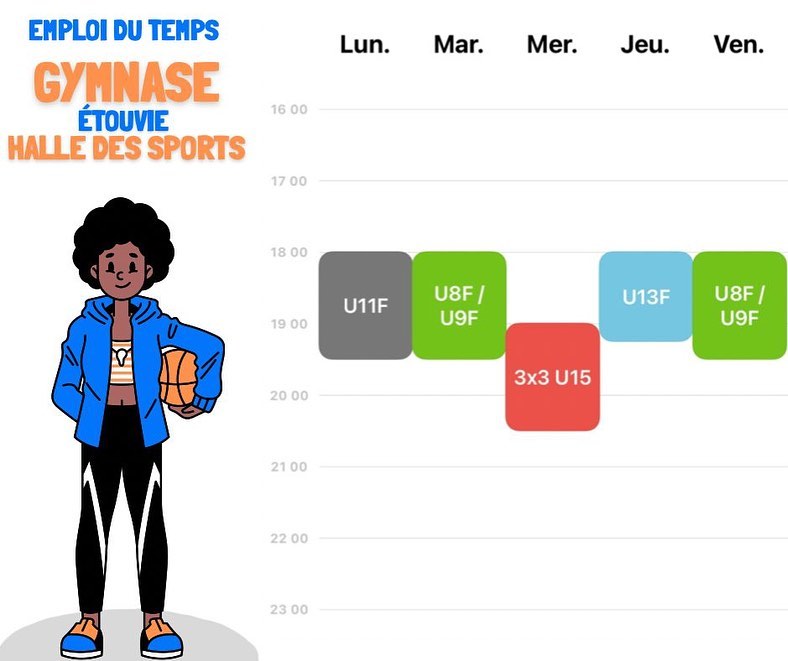 EMPLOI DU TEMPS
GYMNASE
ÉTOUVIE
HALLE DES SPORTS
Lun. Mar. Mer. Jeu. Ven.
16 00
17 00
18 00
U11F
U8F /
U9F
U13F
U8F /
U9F
19 00
3x3 U15
20 00
21 00
22 00
23 00